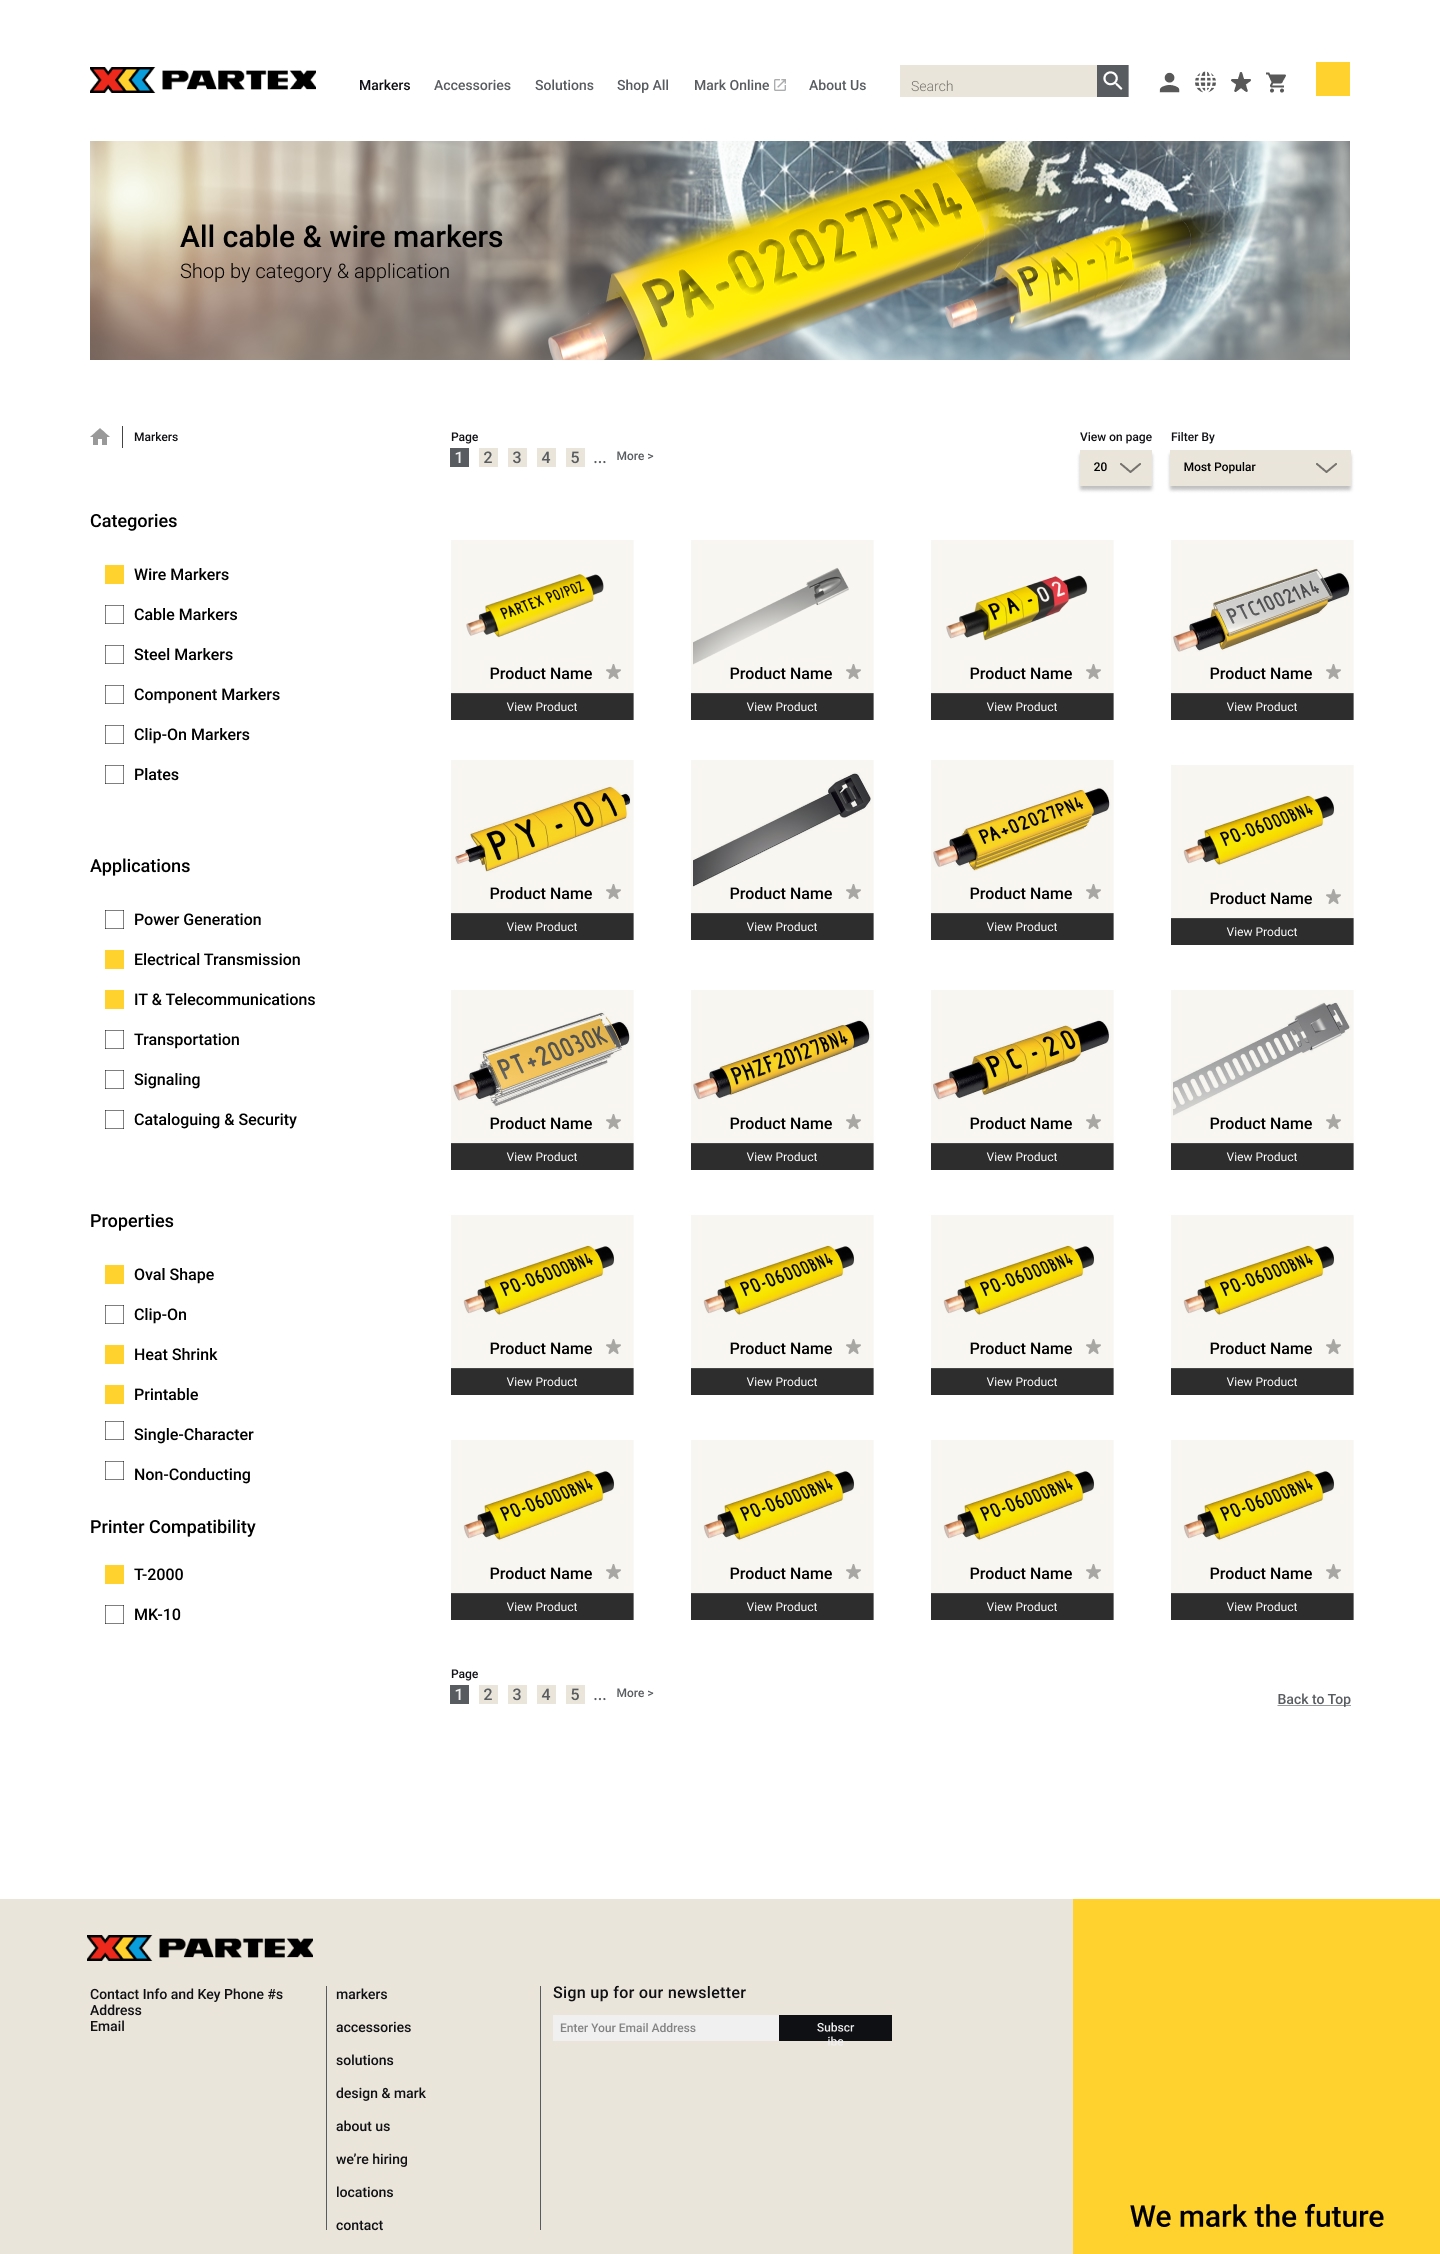 PARTEX
Markers
Accessories
Solutions
Shop All
Mark Online
About Us
Search
All cable & wire markers
Shop by category & application
PA-02027PN4
PA-2
Markers
Page
1 2 3 4 5 ... More >
View on page
20
Filter By
Most Popular
Categories
Wire Markers
Cable Markers
Steel Markers
Component Markers
Clip-On Markers
Plates
Applications
Power Generation
Electrical Transmission
IT & Telecommunications
Transportation
Signaling
Cataloguing & Security
Properties
Oval Shape
Clip-On
Heat Shrink
Printable
Single-Character
Non-Conducting
Printer Compatibility
T-2000
MK-10
PARTEX PO/POZ
Product Name
View Product
Product Name
View Product
PA-02
Product Name
View Product
PTC10021A4
Product Name
View Product
PY-01
Product Name
View Product
Product Name
View Product
PA+02027PN4
Product Name
View Product
PO-06000BN4
Product Name
View Product
PT+20030K
Product Name
View Product
PHZF20127BN4
Product Name
View Product
PC-20
Product Name
View Product
Product Name
View Product
PO-06000BN4
Product Name
View Product
PO-06000BN4
Product Name
View Product
PO-06000BN4
Product Name
View Product
PO-06000BN4
Product Name
View Product
PO-06000BN4
Product Name
View Product
PO-06000BN4
Product Name
View Product
PO-06000BN4
Product Name
View Product
PO-06000BN4
Product Name
View Product
Page
1 2 3 4 5 ... More >
Back to Top
PARTEX
Contact Info and Key Phone #s
Address
Email
markers
accessories
solutions
design & mark
about us
we're hiring
locations
contact
Sign up for our newsletter
Enter Your Email Address
Subscr
ibe
We mark the future